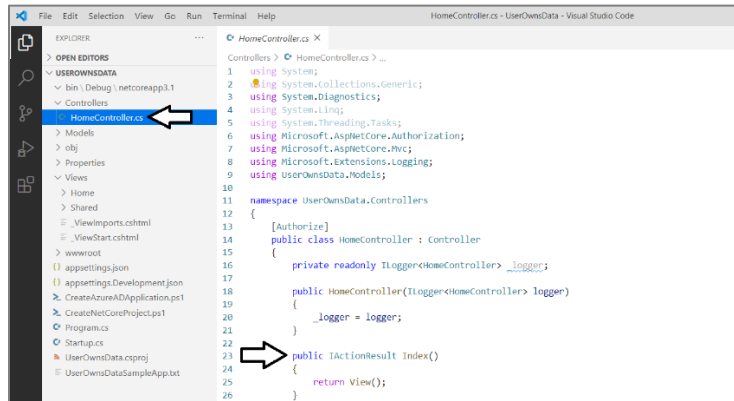 File Edit Selection View Go Run Terminal Help HomeController.cs - UserOwnsData - Visual Studio Code
EXPLORER ...
OPEN EDITORS
USEROWNSDATA
bin \ Debug \ netcoreapp3.1
Controllers
HomeController.cs
Models
obj
Properties
Views
Home
Shared
_ViewImports.cshtml
_ViewStart.cshtml
wwwroot
{} appsettings.json
{} appsettings.Development.json
CreateAzureADApplication.ps1
CreateNetCoreProject.ps1
Program.cs
Startup.cs
UserOwnsData.csproj
UserOwnsDataSampleApp.txt
HomeController.cs ×
Controllers > HomeController.cs > ...
1 using System;
2 using System.Collections.Generic;
3 using System.Diagnostics;
4 using System.Linq;
5 using System.Threading.Tasks;
6 using Microsoft.AspNetCore.Authorization;
7 using Microsoft.AspNetCore.Mvc;
8 using Microsoft.Extensions.Logging;
9 using UserOwnsData.Models;
10
11 namespace UserOwnsData.Controllers
12 {
13 [Authorize]
14 public class HomeController : Controller
15 {
16 private readonly ILogger<HomeController> _logger;
17
18 public HomeController(ILogger<HomeController> logger)
19 {
20 _logger = logger;
21 }
22
23 public IActionResult Index()
24 {
25 return View();
26 }